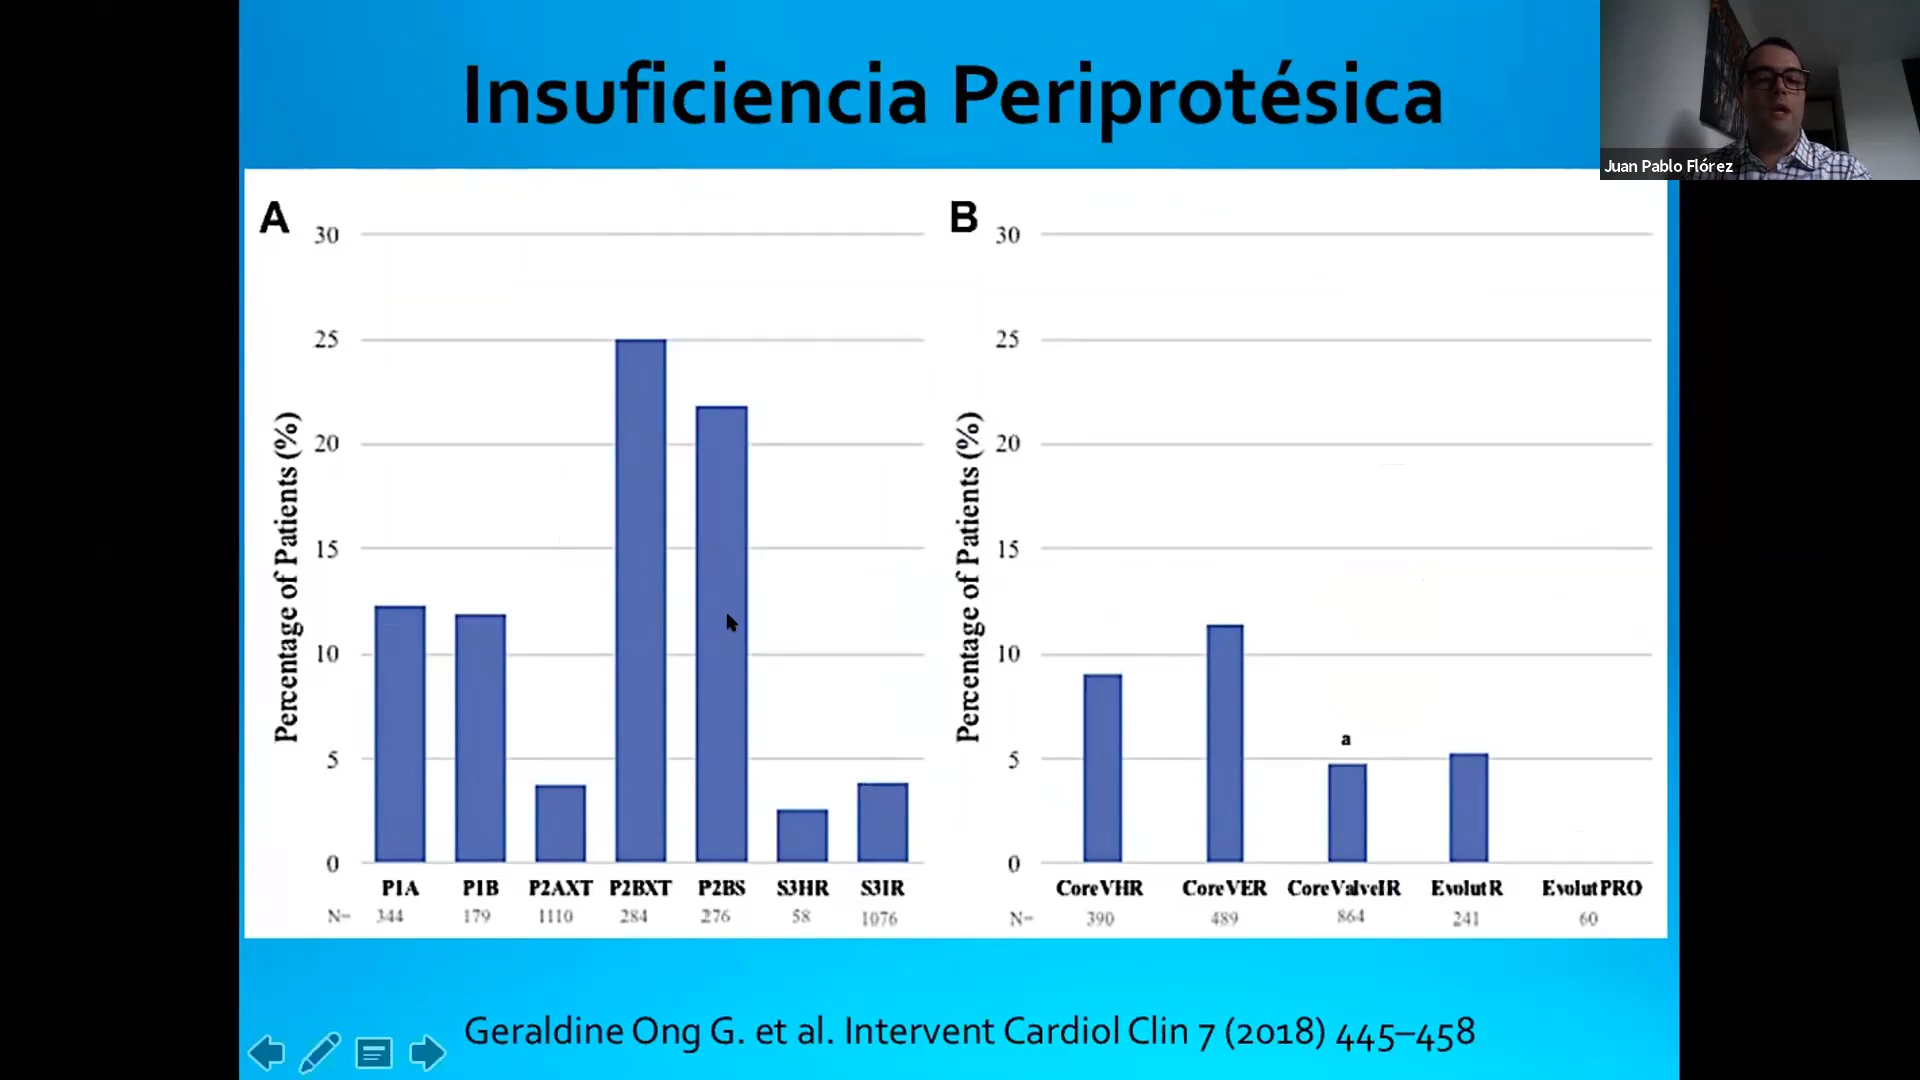 Insuficiencia Periprotésica
Juan Pablo Flórez
A
30
25
20
15
10
5
0
Percentage of Patients (%)
P1A P1B P2AXT P2BXT P2BS S3HR S3IR
N= 344 179 1110 284 276 58 1076
B
30
25
20
15
10
5
0
Percentage of Patients (%)
a
CoreVHR CoreVER CoreValveIR EvolutR EvolutPRO
N= 390 489 864 241 60
Geraldine Ong G. et al. Intervent Cardiol Clin 7 (2018) 445–458